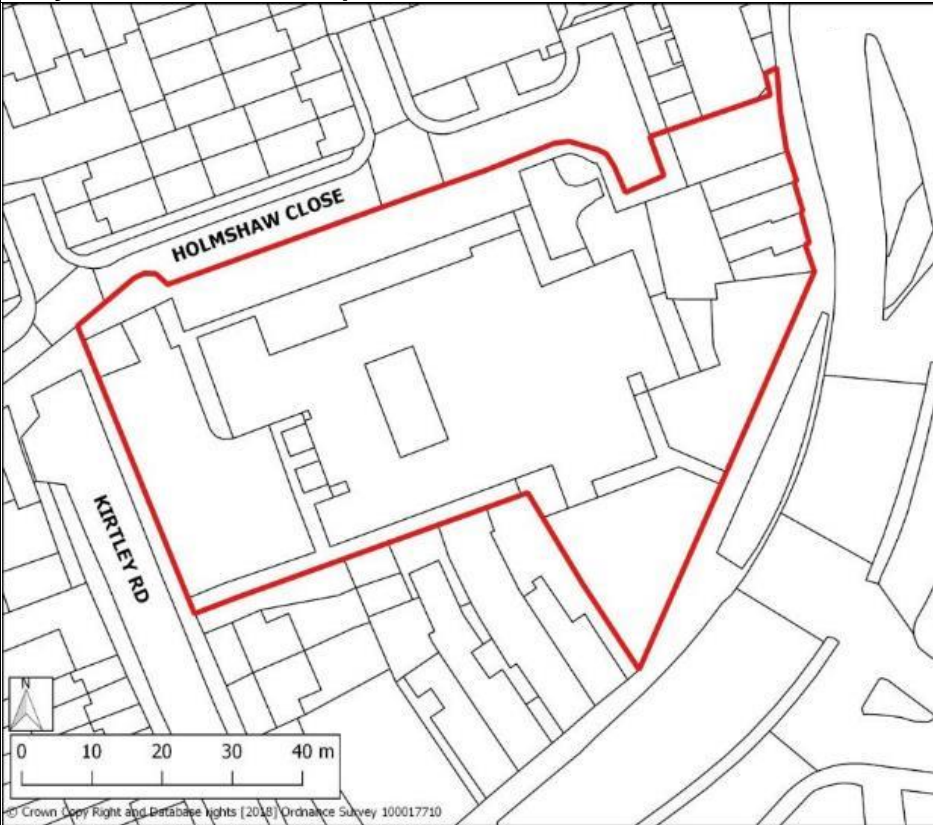 HOLMSHAW CLOSE
KIRTLEY RD
N
0 10 20 30 40 m
© Crown Copy Right and Database rights [2018] Ordnance Survey 100017710